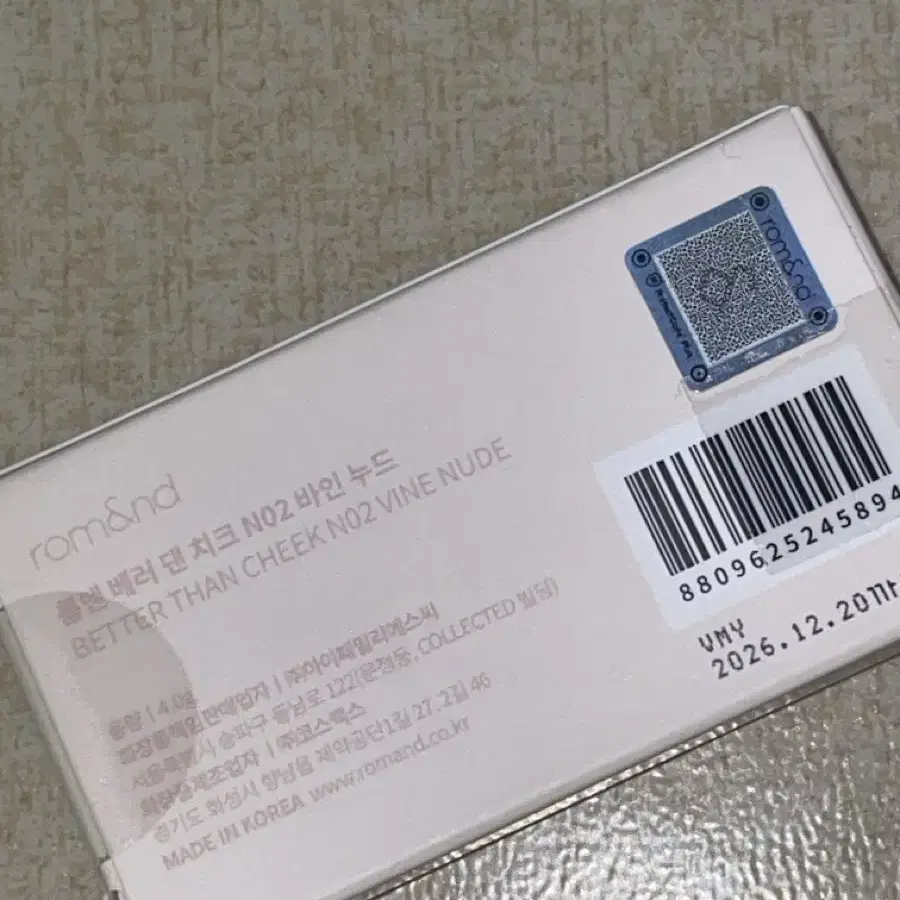 rom&nd
롬앤 베러 댄 치크 N02 바인 누드
BETTER THAN CHEEK N02 VINE NUDE
용량 | 4.0g
화장품책임판매업자 | ㈜아이패밀리에스씨
서울특별시 송파구 동남로 122(문정동, COLLECTED 빌딩)
화장품제조업자 | ㈜코스맥스
경기도 화성시 향남읍 제약공단1길 27, 2길 46
MADE IN KOREA www.romand.co.kr
rom&nd
8809625245894
VMY
2026.12.20까